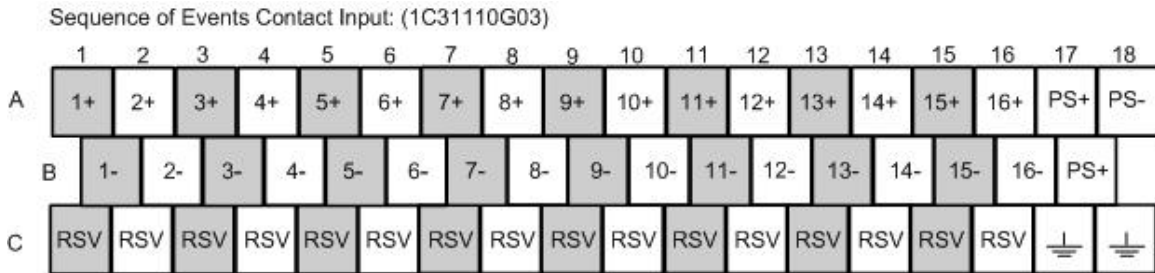 Sequence of Events Contact Input: (1C31110G03)
1 2 3 4 5 6 7 8 9 10 11 12 13 14 15 16 17 18
A 1+ 2+ 3+ 4+ 5+ 6+ 7+ 8+ 9+ 10+ 11+ 12+ 13+ 14+ 15+ 16+ PS+ PS-
B 1- 2- 3- 4- 5- 6- 7- 8- 9- 10- 11- 12- 13- 14- 15- 16- PS+
C RSV RSV RSV RSV RSV RSV RSV RSV RSV RSV RSV RSV RSV RSV RSV RSV